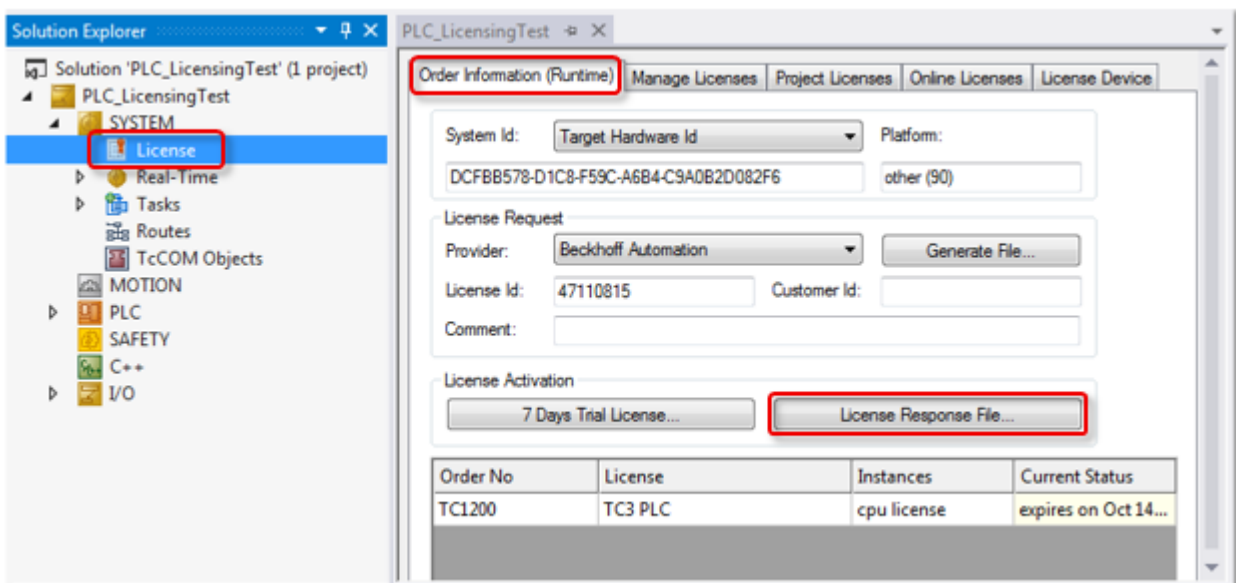 Solution Explorer
Solution 'PLC_LicensingTest' (1 project)
PLC_LicensingTest
SYSTEM
License
Real-Time
Tasks
Routes
TcCOM Objects
MOTION
PLC
SAFETY
C++
I/O
PLC_LicensingTest
Order Information (Runtime) Manage Licenses Project Licenses Online Licenses License Device
System Id: Target Hardware Id Platform:
DCFBB578-D1C8-F59C-A6B4-C9A0B2D082F6 other (90)
License Request
Provider: Beckhoff Automation Generate File...
License Id: 47110815 Customer Id:
Comment:
License Activation
7 Days Trial License... License Response File...
Order No License Instances Current Status
TC1200 TC3 PLC cpu license expires on Oct 14...